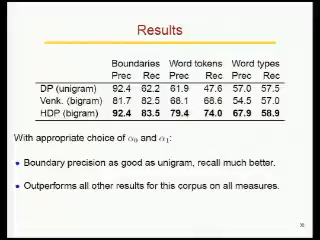 Results
Boundaries Word tokens Word types
Prec Rec Prec Rec Prec Rec
DP (unigram) 92.4 62.2 61.9 47.6 57.0 57.5
Venk. (bigram) 81.7 82.5 68.1 68.6 54.5 57.0
HDP (bigram) 92.4 83.5 79.4 74.0 67.9 58.9
With appropriate choice of α₀ and α₁:
• Boundary precision as good as unigram, recall much better.
• Outperforms all other results for this corpus on all measures.